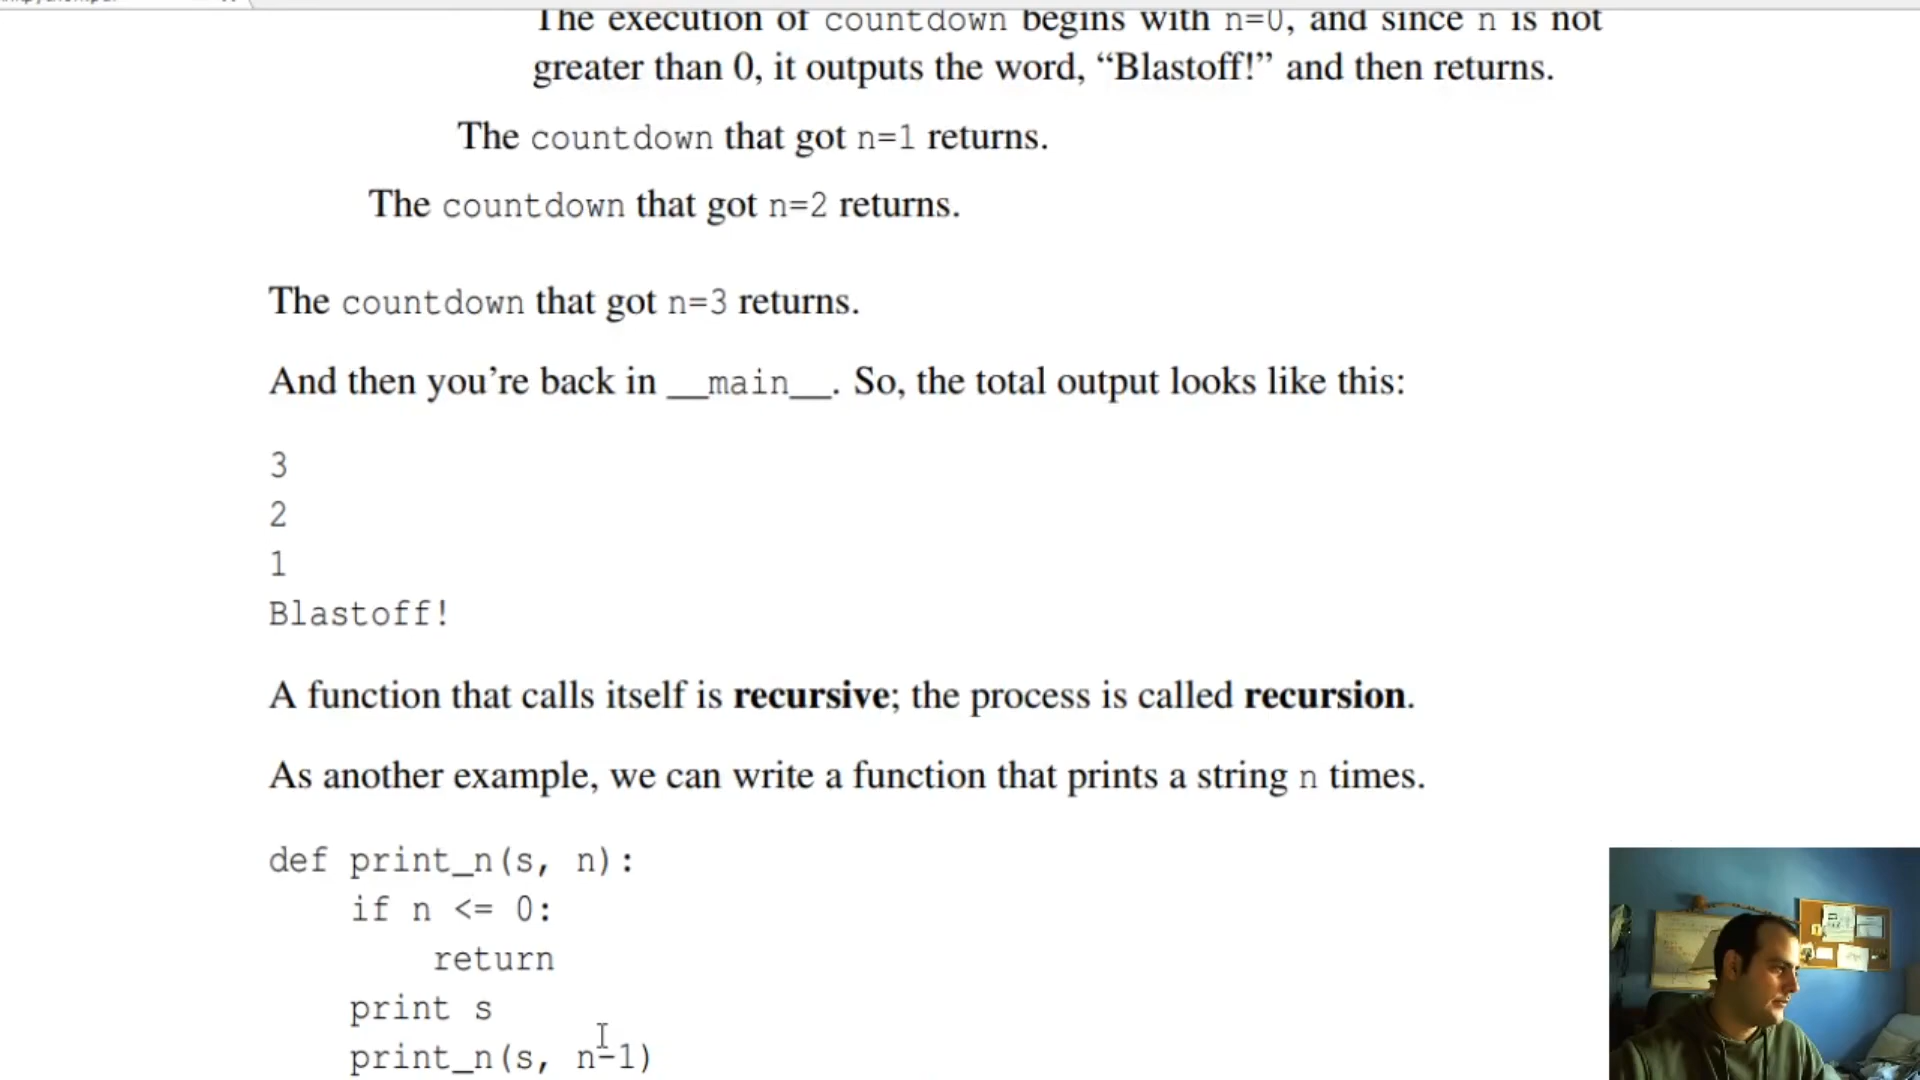 The execution of countdown begins with n=0, and since n is not
greater than 0, it outputs the word, “Blastoff!” and then returns.
The countdown that got n=1 returns.
The countdown that got n=2 returns.
The countdown that got n=3 returns.
And then you’re back in __main__. So, the total output looks like this:
3
2
1
Blastoff!
A function that calls itself is recursive; the process is called recursion.
As another example, we can write a function that prints a string n times.
def print_n(s, n):
    if n <= 0:
        return
    print s
    print_n(s, n-1)